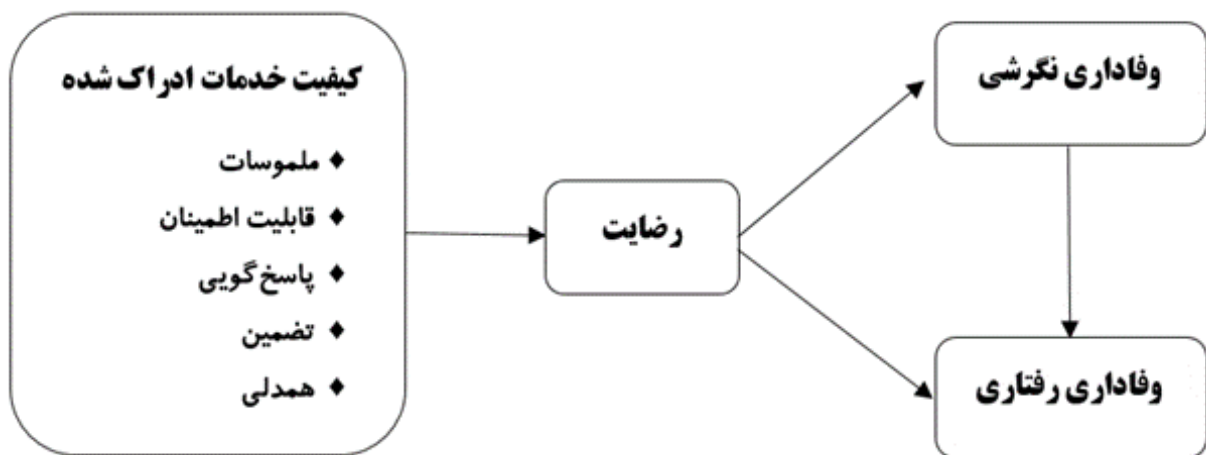 کیفیت خدمات ادراک شده
♦ ملموسات
♦ قابلیت اطمینان
♦ پاسخ‌گویی
♦ تضمین
♦ همدلی
رضایت
وفاداری نگرشی
وفاداری رفتاری